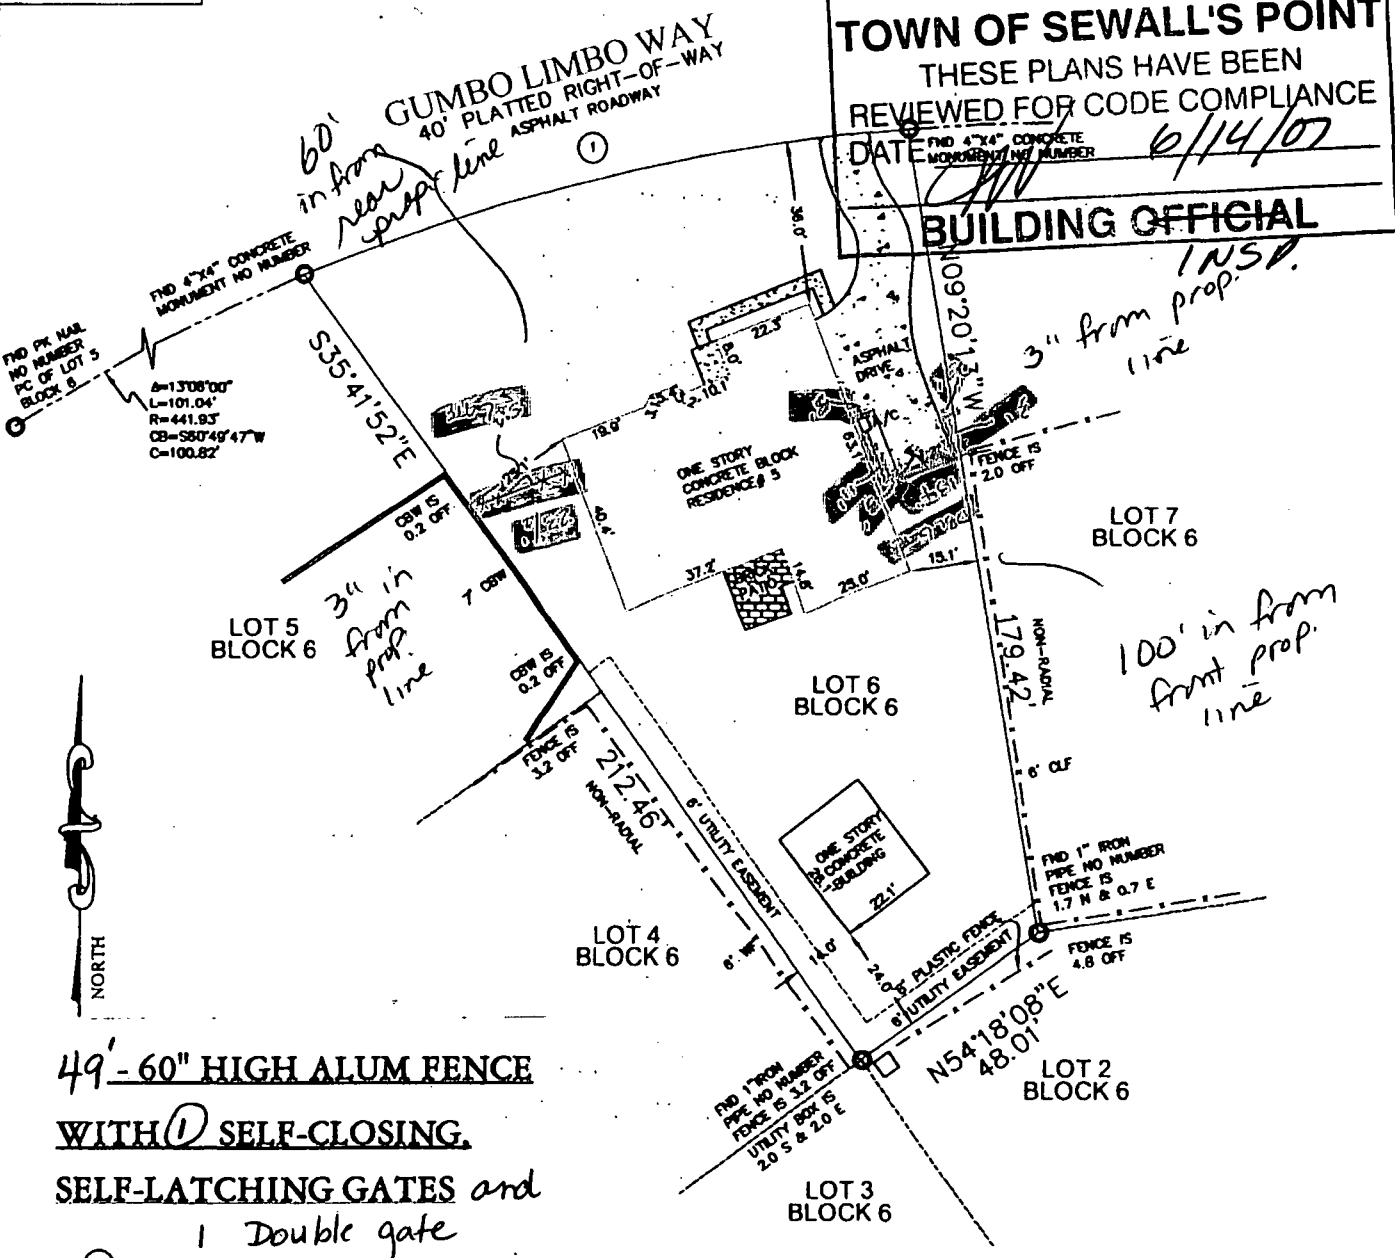 TOWN OF SEWALL'S POINT
THESE PLANS HAVE BEEN
REVIEWED FOR CODE COMPLIANCE
DATE 6/14/07
BUILDING OFFICIAL
INSP.
FND 4"X4" CONCRETE
MONUMENT NO NUMBER
GUMBO LIMBO WAY
40' PLATTED RIGHT-OF-WAY
ASPHALT ROADWAY
1
60'
in from
rear
line
FND 4"X4" CONCRETE
MONUMENT NO NUMBER
FND PK NAIL
NO NUMBER
PC OF LOT 5
BLOCK 6
Δ=13°08'00"
L=101.04'
R=441.93'
CB=S60°49'47"W
C=100.82'
S35°41'52"E
36.0'
N09°20'13"W
3" from prop.
line
22.3'
8.0'
10.1'
19.9'
ASPHALT
DRIVE
A/C
ONE STORY
CONCRETE BLOCK
RESIDENCE# 5
FENCE IS
2.0 OFF
CBW IS
0.2 OFF
40.4'
37.2'
BRICK
PATIO
14.8'
25.0'
15.1'
LOT 7
BLOCK 6
3" in
from
prop.
line
LOT 5
BLOCK 6
CBW IS
0.2 OFF
LOT 6
BLOCK 6
179.42'
NON-RADIAL
100' in from
front prop.
line
FENCE IS
3.2 OFF
212.46'
NON-RADIAL
6' UTILITY EASEMENT
6' CLF
ONE STORY
CONCRETE
BUILDING
22.1'
FND 1" IRON
PIPE NO NUMBER
FENCE IS
1.7 N & 0.7 E
LOT 4
BLOCK 6
6' WF
14.0'
24.0'
PLASTIC FENCE
6' UTILITY EASEMENT
FENCE IS
4.8 OFF
N54°18'08"E
48.01'
LOT 2
BLOCK 6
NORTH
FND 1" IRON
PIPE NO NUMBER
FENCE IS 3.2 OFF
UTILITY BOX IS
2.0 S & 2.0 E
LOT 3
BLOCK 6
49'-60" HIGH ALUM FENCE
WITH 1 SELF-CLOSING,
SELF-LATCHING GATES and
1 Double gate